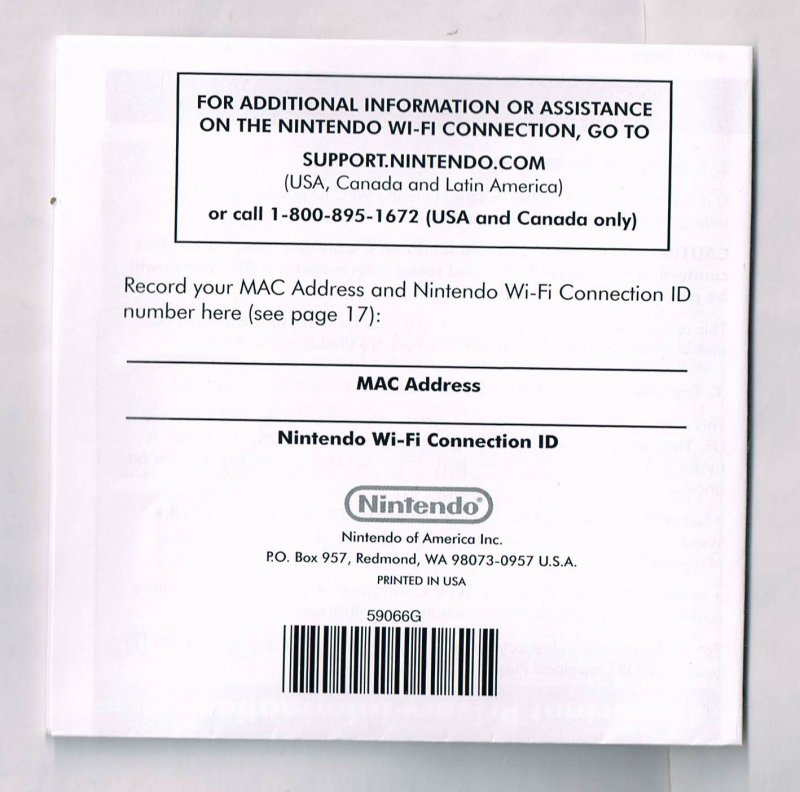 FOR ADDITIONAL INFORMATION OR ASSISTANCE
ON THE NINTENDO WI-FI CONNECTION, GO TO
SUPPORT.NINTENDO.COM
(USA, Canada and Latin America)
or call 1-800-895-1672 (USA and Canada only)
Record your MAC Address and Nintendo Wi-Fi Connection ID
number here (see page 17):
MAC Address
Nintendo Wi-Fi Connection ID
Nintendo®
Nintendo of America Inc.
P.O. Box 957, Redmond, WA 98073-0957 U.S.A.
PRINTED IN USA
59066G